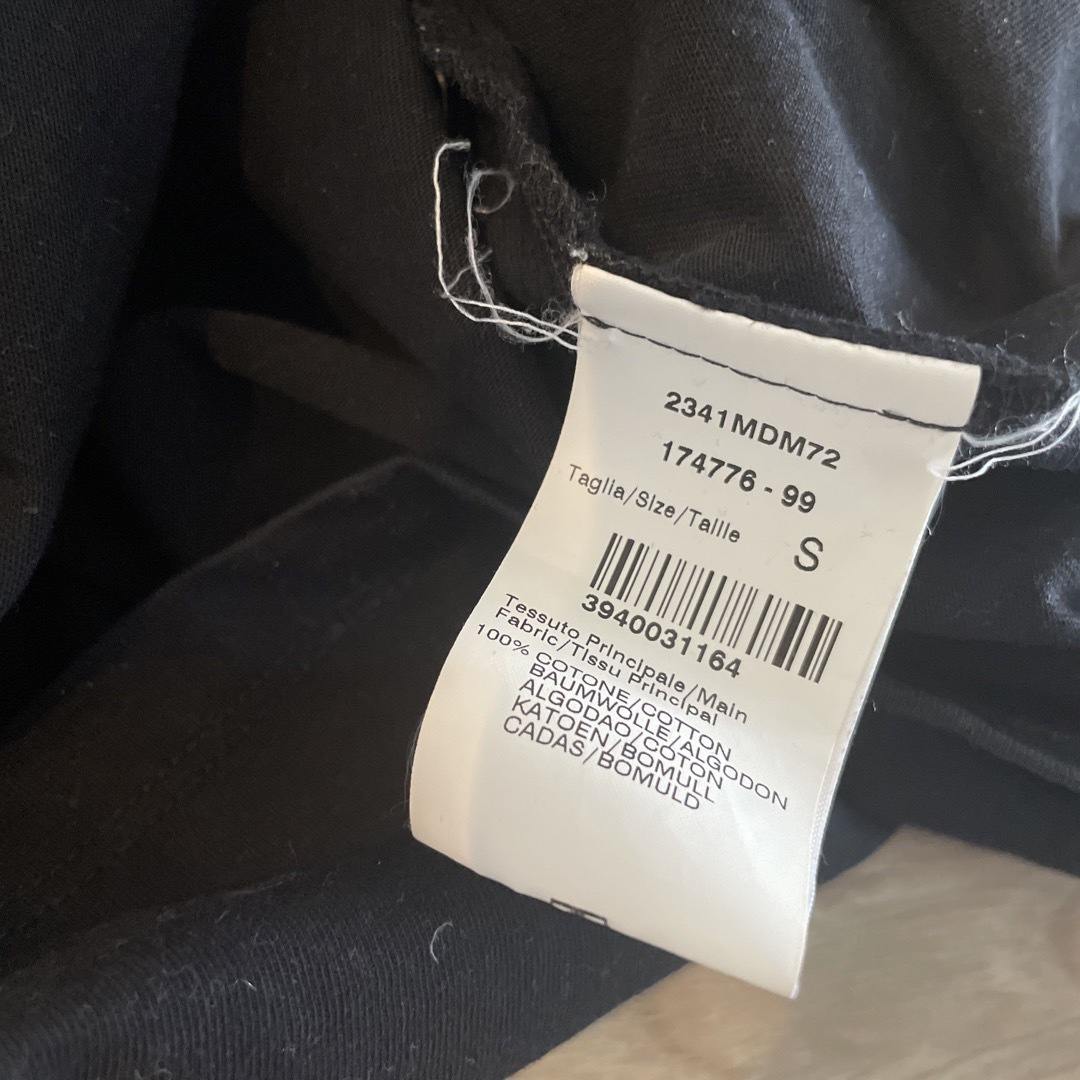 2341MDM72
174776 - 99
Taglia/Size/Taille S
3940031164
Tessuto Principale/Main
Fabric/Tissu Principal
100% COTONE/COTTON
BAUMWOLLE/ALGODON
ALGODAO/COTON
KATOEN/BOMULL
CADAS/BOMULD